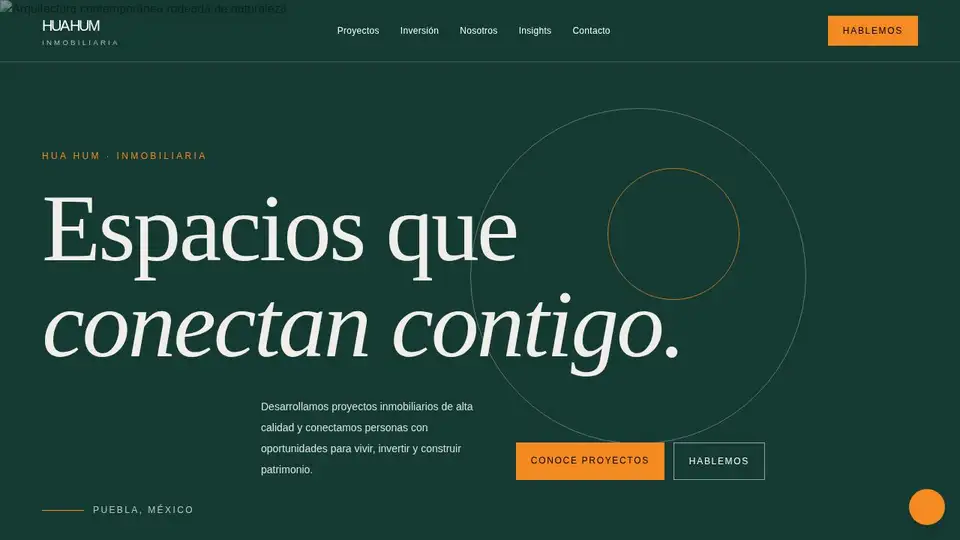 Arquitectura contemporánea rodeada de naturaleza
HUAHUM
INMOBILIARIA
Proyectos
Inversión
Nosotros
Insights
Contacto
HABLEMOS
HUA HUM · INMOBILIARIA
Espacios que
conectan contigo.
Desarrollamos proyectos inmobiliarios de alta
calidad y conectamos personas con
oportunidades para vivir, invertir y construir
patrimonio.
CONOCE PROYECTOS
HABLEMOS
PUEBLA, MÉXICO